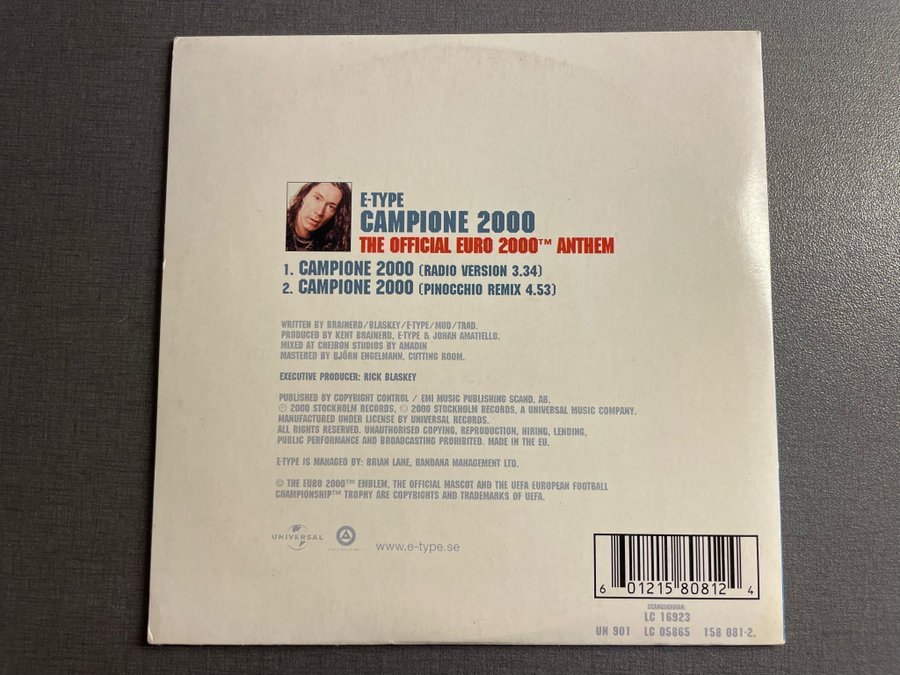 E-TYPE
CAMPIONE 2000
THE OFFICIAL EURO 2000™ ANTHEM
1. CAMPIONE 2000 (RADIO VERSION 3.34)
2. CAMPIONE 2000 (PINOCCHIO REMIX 4.53)
WRITTEN BY BRAINERD/BLASKEY/E-TYPE/MUD/TRAD.
PRODUCED BY KENT BRAINERD, E-TYPE & JOHAN AMATIELLO.
MIXED AT CHEIRON STUDIOS BY AMADIN
MASTERED BY BJÖRN ENGELMANN, CUTTING ROOM.
EXECUTIVE PRODUCER: RICK BLASKEY
PUBLISHED BY COPYRIGHT CONTROL / EMI MUSIC PUBLISHING SCAND, AB.
℗ 2000 STOCKHOLM RECORDS, © 2000 STOCKHOLM RECORDS, A UNIVERSAL MUSIC COMPANY.
MANUFACTURED UNDER LICENSE BY UNIVERSAL RECORDS.
ALL RIGHTS RESERVED. UNAUTHORISED COPYING, REPRODUCTION, HIRING, LENDING,
PUBLIC PERFORMANCE AND BROADCASTING PROHIBITED. MADE IN THE EU.
E-TYPE IS MANAGED BY: BRIAN LANE, BANDANA MANAGEMENT LTD.
© THE EURO 2000™ EMBLEM, THE OFFICIAL MASCOT AND THE UEFA EUROPEAN FOOTBALL
CHAMPIONSHIP™ TROPHY ARE COPYRIGHTS AND TRADEMARKS OF UEFA.
UNIVERSAL
www.e-type.se
6 01215 80812 4
SCANDINAVIAN:
LC 16923
UN 901 LC 05865 158 081-2.